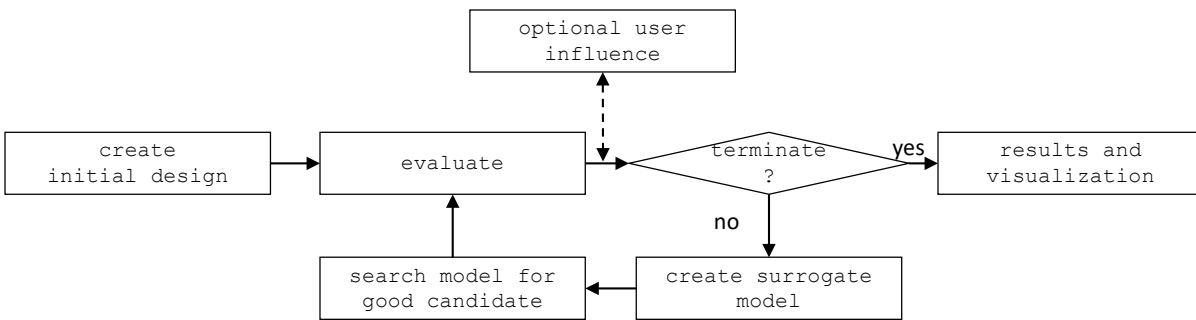 optional user
influence
create
initial design
evaluate
terminate
?
yes
results and
visualization
no
search model for
good candidate
create surrogate
model